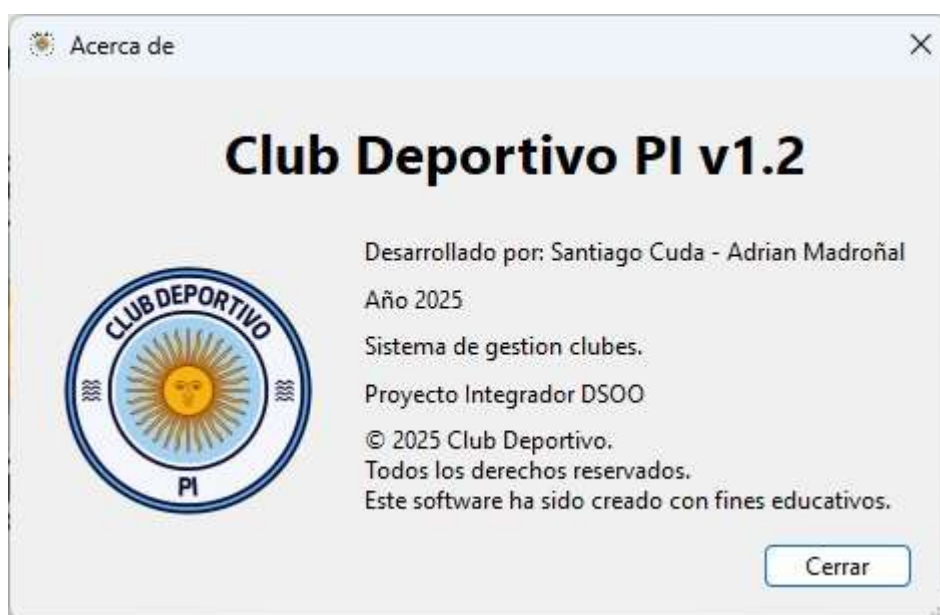 Acerca de
Club Deportivo PI v1.2
Desarrollado por: Santiago Cuda - Adrian Madroñal
Año 2025
Sistema de gestion clubes.
Proyecto Integrador DSOO
© 2025 Club Deportivo.
Todos los derechos reservados.
Este software ha sido creado con fines educativos.
CLUB DEPORTIVO
PI
Cerrar